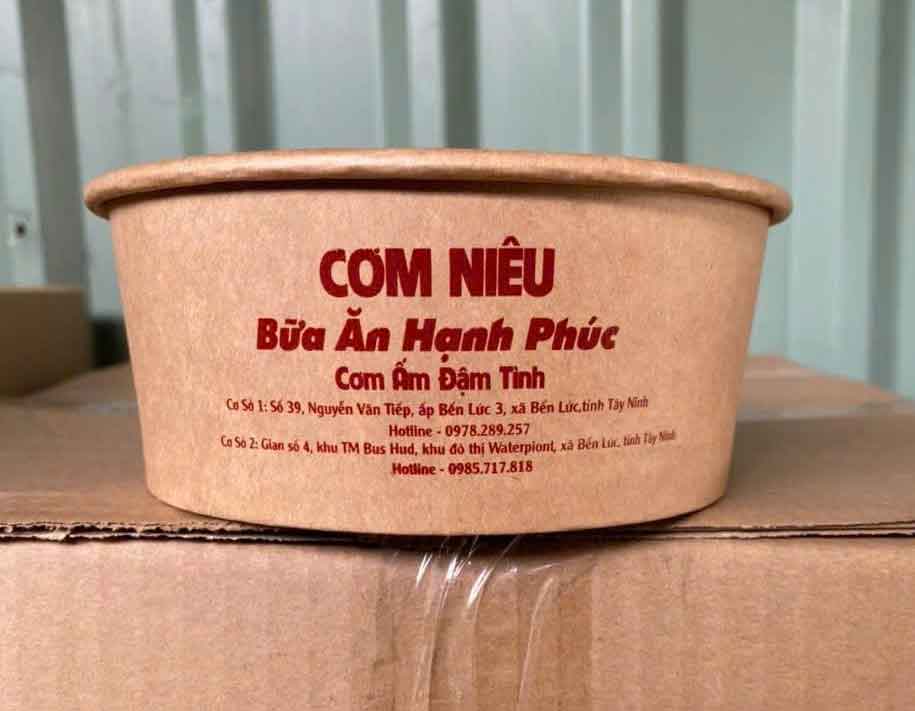 CƠM NIÊU
Bữa Ăn Hạnh Phúc
Cơm Ấm Đậm Tình
Cơ Sở 1: Số 39, Nguyễn Văn Tiếp, ấp Bến Lức 3, xã Bến Lức,tỉnh Tây Ninh
Hotline - 0978.289.257
Cơ Sở 2: Gian số 4, khu TM Bus Hud, khu đô thị Waterpiont, xã Bến Lức, tỉnh Tây Ninh
Hotline - 0985.717.818